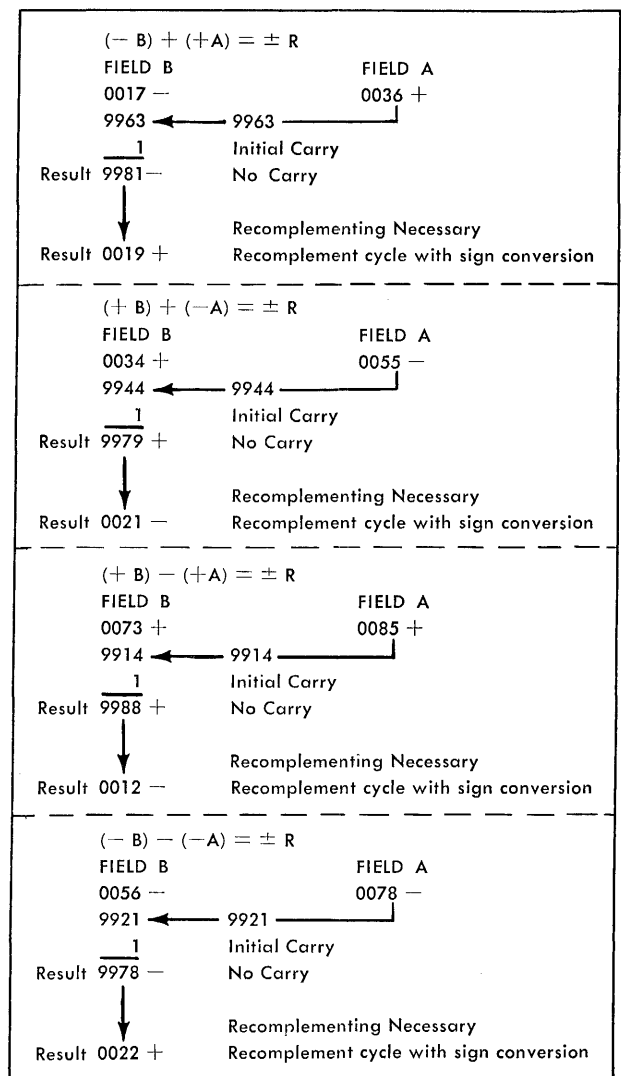 (− B) + (+A) = ± R
FIELD B FIELD A
0017 − 0036 +
9963 9963
1 Initial Carry
Result 9981 − No Carry
Recomplementing Necessary
Result 0019 + Recomplement cycle with sign conversion
(+ B) + (−A) = ± R
FIELD B FIELD A
0034 + 0055 −
9944 9944
1 Initial Carry
Result 9979 + No Carry
Recomplementing Necessary
Result 0021 − Recomplement cycle with sign conversion
(+ B) − (+A) = ± R
FIELD B FIELD A
0073 + 0085 +
9914 9914
1 Initial Carry
Result 9988 + No Carry
Recomplementing Necessary
Result 0012 − Recomplement cycle with sign conversion
(− B) − (−A) = ± R
FIELD B FIELD A
0056 − 0078 −
9921 9921
1 Initial Carry
Result 9978 − No Carry
Recomplementing Necessary
Result 0022 + Recomplement cycle with sign conversion